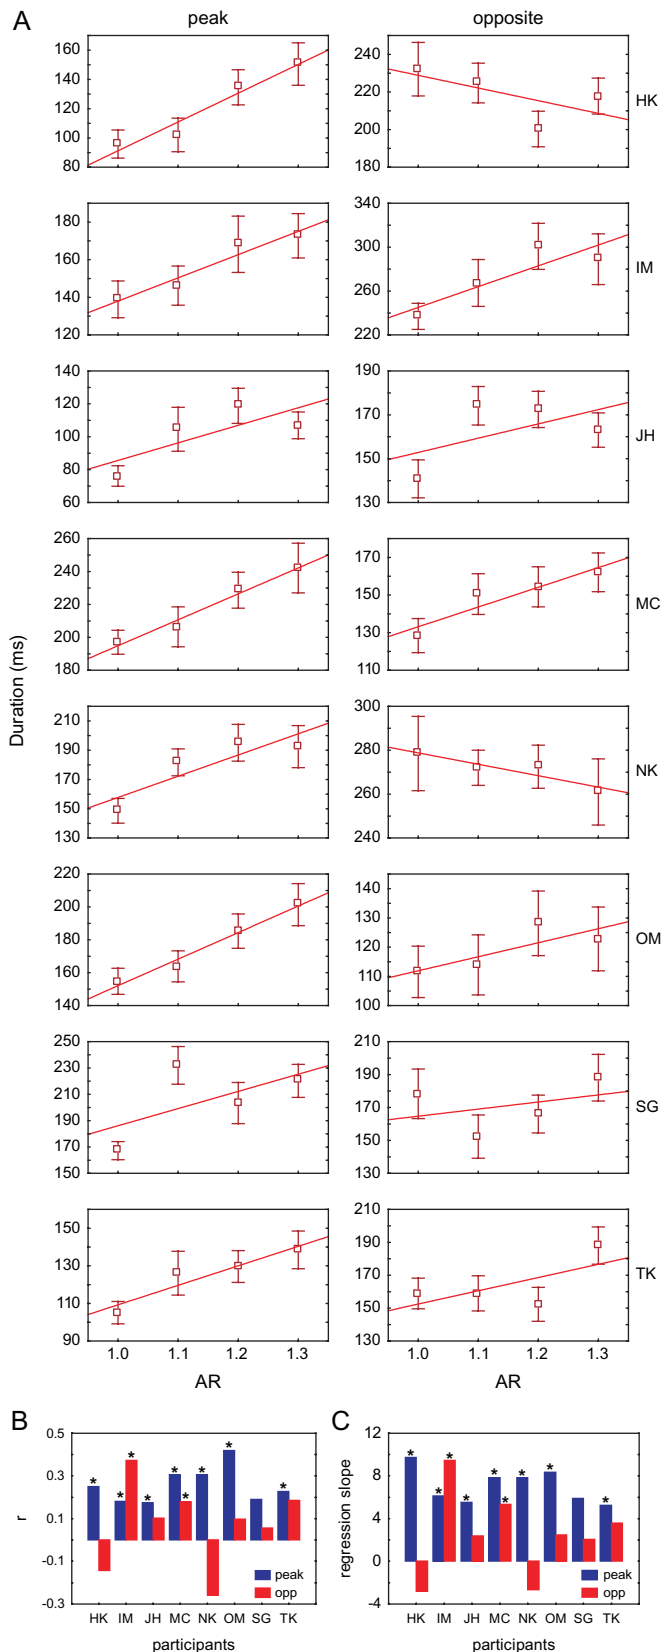 A
peak
opposite
160
140
120
100
80
240
220
200
180
HK
180
160
140
120
340
300
260
220
IM
140
120
100
80
60
190
170
150
130
JH
260
240
220
200
180
170
150
130
110
MC
Duration (ms)
210
190
170
150
130
300
280
260
240
NK
220
200
180
160
140
140
130
120
110
100
OM
250
230
210
190
170
150
210
190
170
150
130
SG
150
130
110
90
210
190
170
150
130
TK
1.0 1.1 1.2 1.3
1.0 1.1 1.2 1.3
AR
AR
B
0.5
0.3
0.1
-0.1
-0.3
r
* * * * * * * * *
peak
opp
HK IM JH MC NK OM SG TK
participants
C
12
8
4
0
-4
regression slope
* * * * * * * * *
peak
opp
HK IM JH MC NK OM SG TK
participants